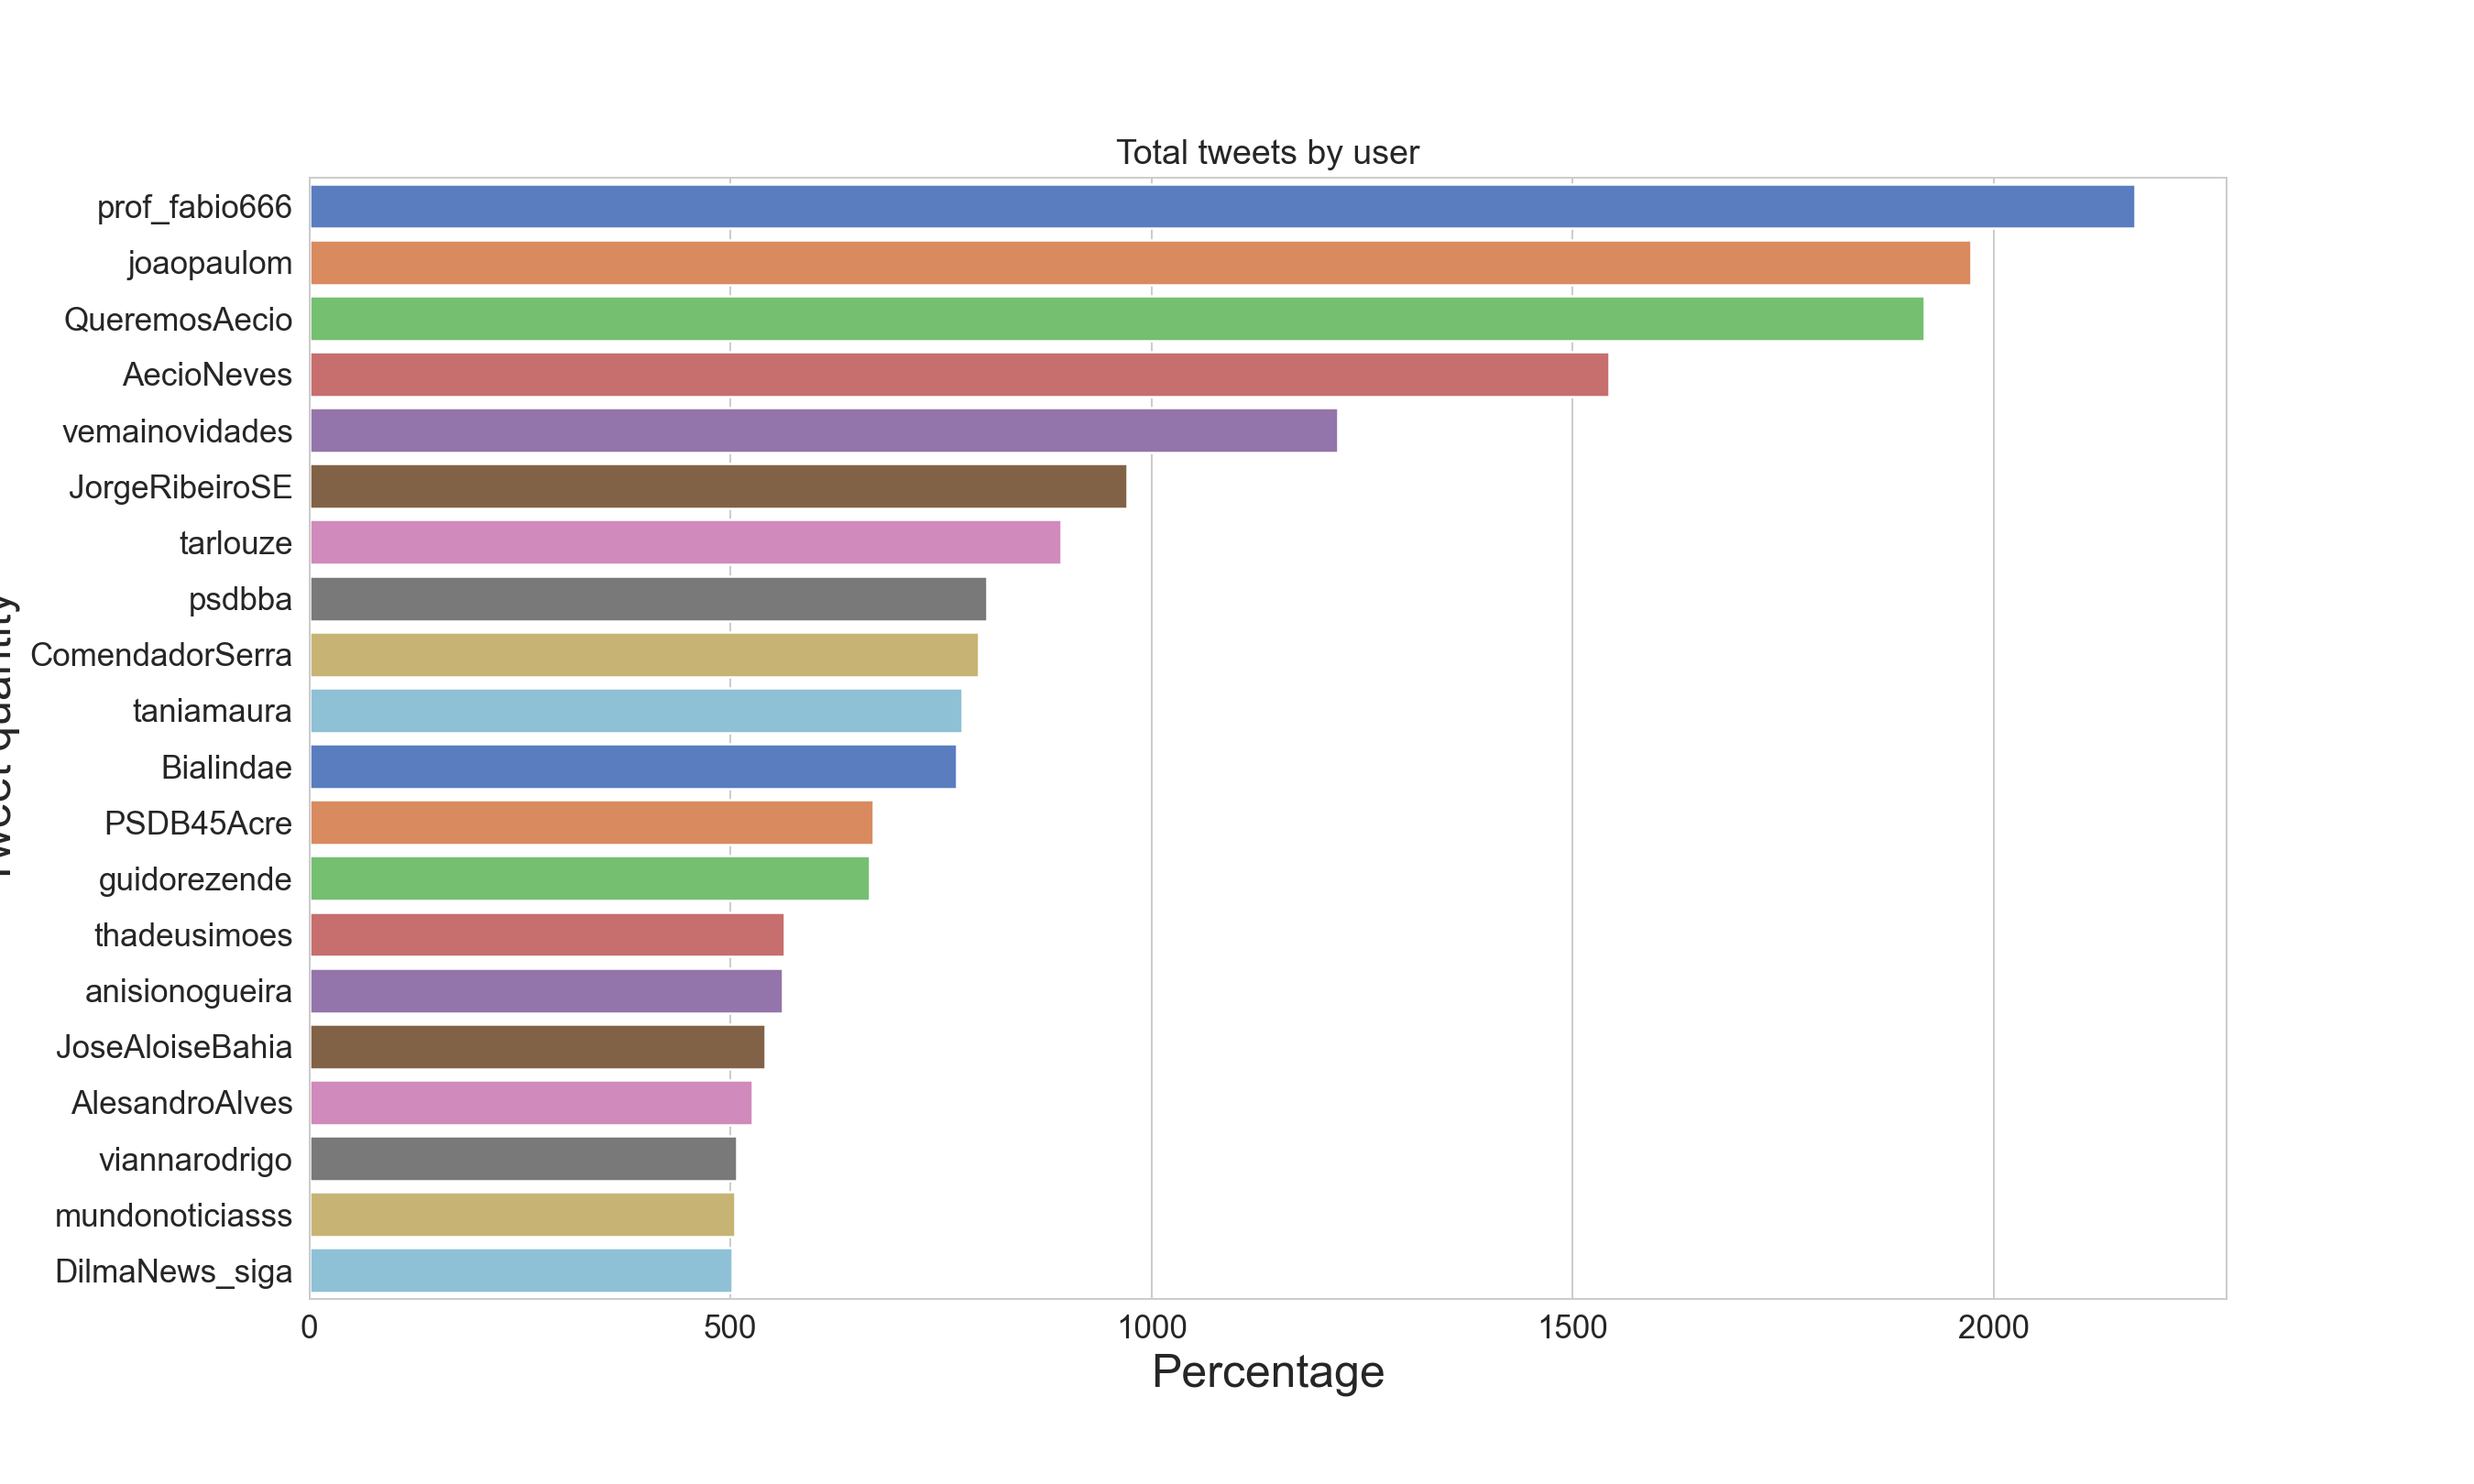 Total tweets by user
prof_fabio666
joaopaulom
QueremosAecio
AecioNeves
vemainovidades
JorgeRibeiroSE
tarlouze
psdbba
ComendadorSerra
taniamaura
Bialindae
PSDB45Acre
guidorezende
thadeusimoes
anisionogueira
JoseAloiseBahia
AlesandroAlves
viannarodrigo
mundonoticiasss
DilmaNews_siga
quantity
0 500 1000 1500 2000
Percentage